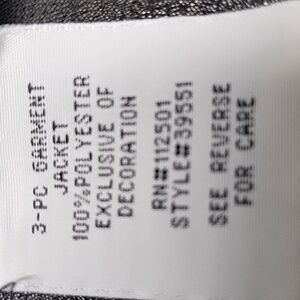 3-PC GARMENT
JACKET
100%POLYESTER
EXCLUSIVE OF
DECORATION
RN#112501
STYLE#39551
SEE REVERSE
FOR CARE